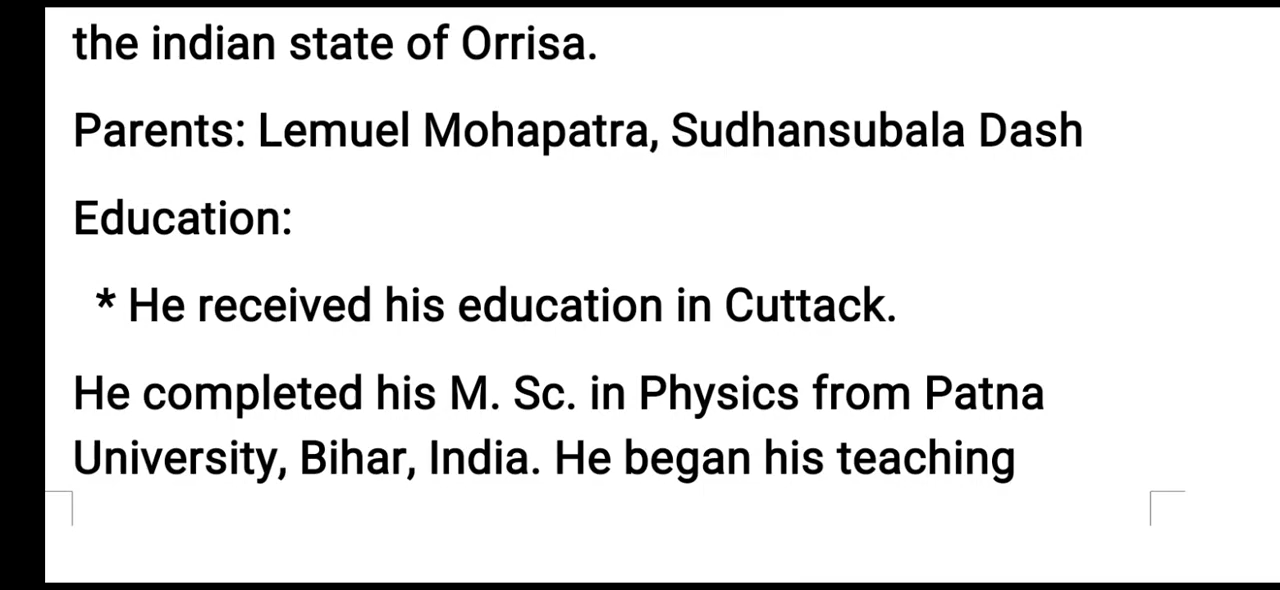 the indian state of Orrisa.
Parents: Lemuel Mohapatra, Sudhansubala Dash
Education:
* He received his education in Cuttack.
He completed his M. Sc. in Physics from Patna
University, Bihar, India. He began his teaching